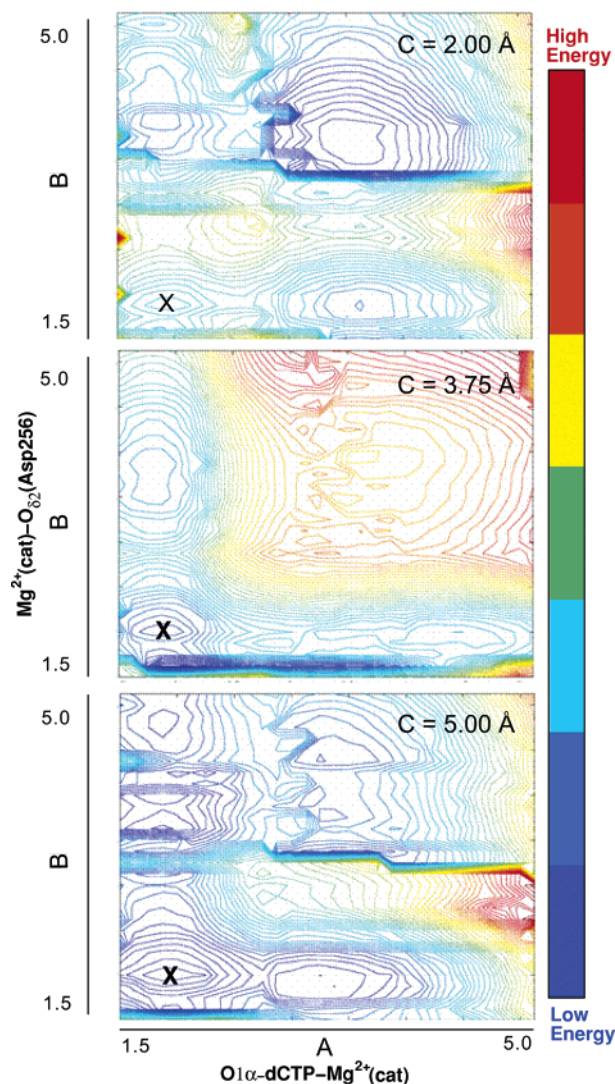 5.0
C = 2.00 Å
High
Energy
B
X
1.5
5.0
C = 3.75 Å
Mg²⁺(cat)–O_δ2(Asp256)
B
X
1.5
5.0
C = 5.00 Å
B
X
1.5
Low
Energy
1.5 A 5.0
O1α-dCTP–Mg²⁺(cat)